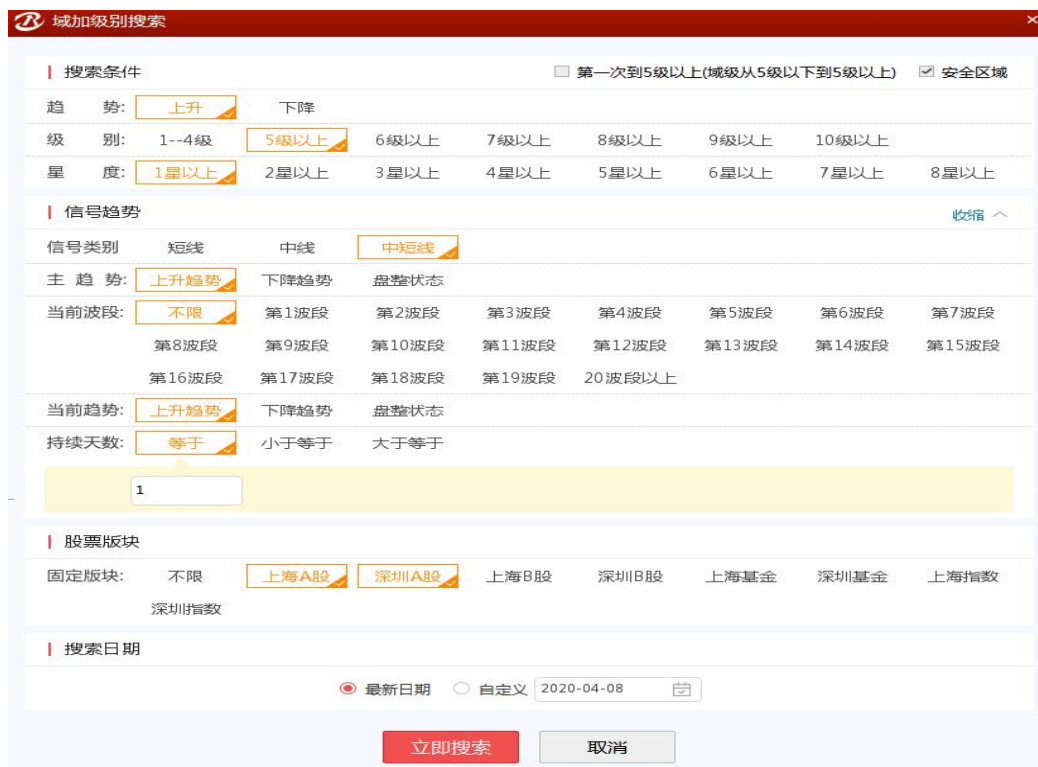 域加级别搜索
搜索条件 第一次到5级以上(域级从5级以下到5级以上) 安全区域
趋 势: 上升 下降
级 别: 1--4级 5级以上 6级以上 7级以上 8级以上 9级以上 10级以上
星 度: 1星以上 2星以上 3星以上 4星以上 5星以上 6星以上 7星以上 8星以上
信号趋势 收缩
信号类别 短线 中线 中短线
主 趋 势: 上升趋势 下降趋势 盘整状态
当前波段: 不限 第1波段 第2波段 第3波段 第4波段 第5波段 第6波段 第7波段
第8波段 第9波段 第10波段 第11波段 第12波段 第13波段 第14波段 第15波段
第16波段 第17波段 第18波段 第19波段 20波段以上
当前趋势: 上升趋势 下降趋势 盘整状态
持续天数: 等于 小于等于 大于等于
1
股票版块
固定版块: 不限 上海A股 深圳A股 上海B股 深圳B股 上海基金 深圳基金 上海指数
深圳指数
搜索日期
最新日期 自定义 2020-04-08
立即搜索 取消